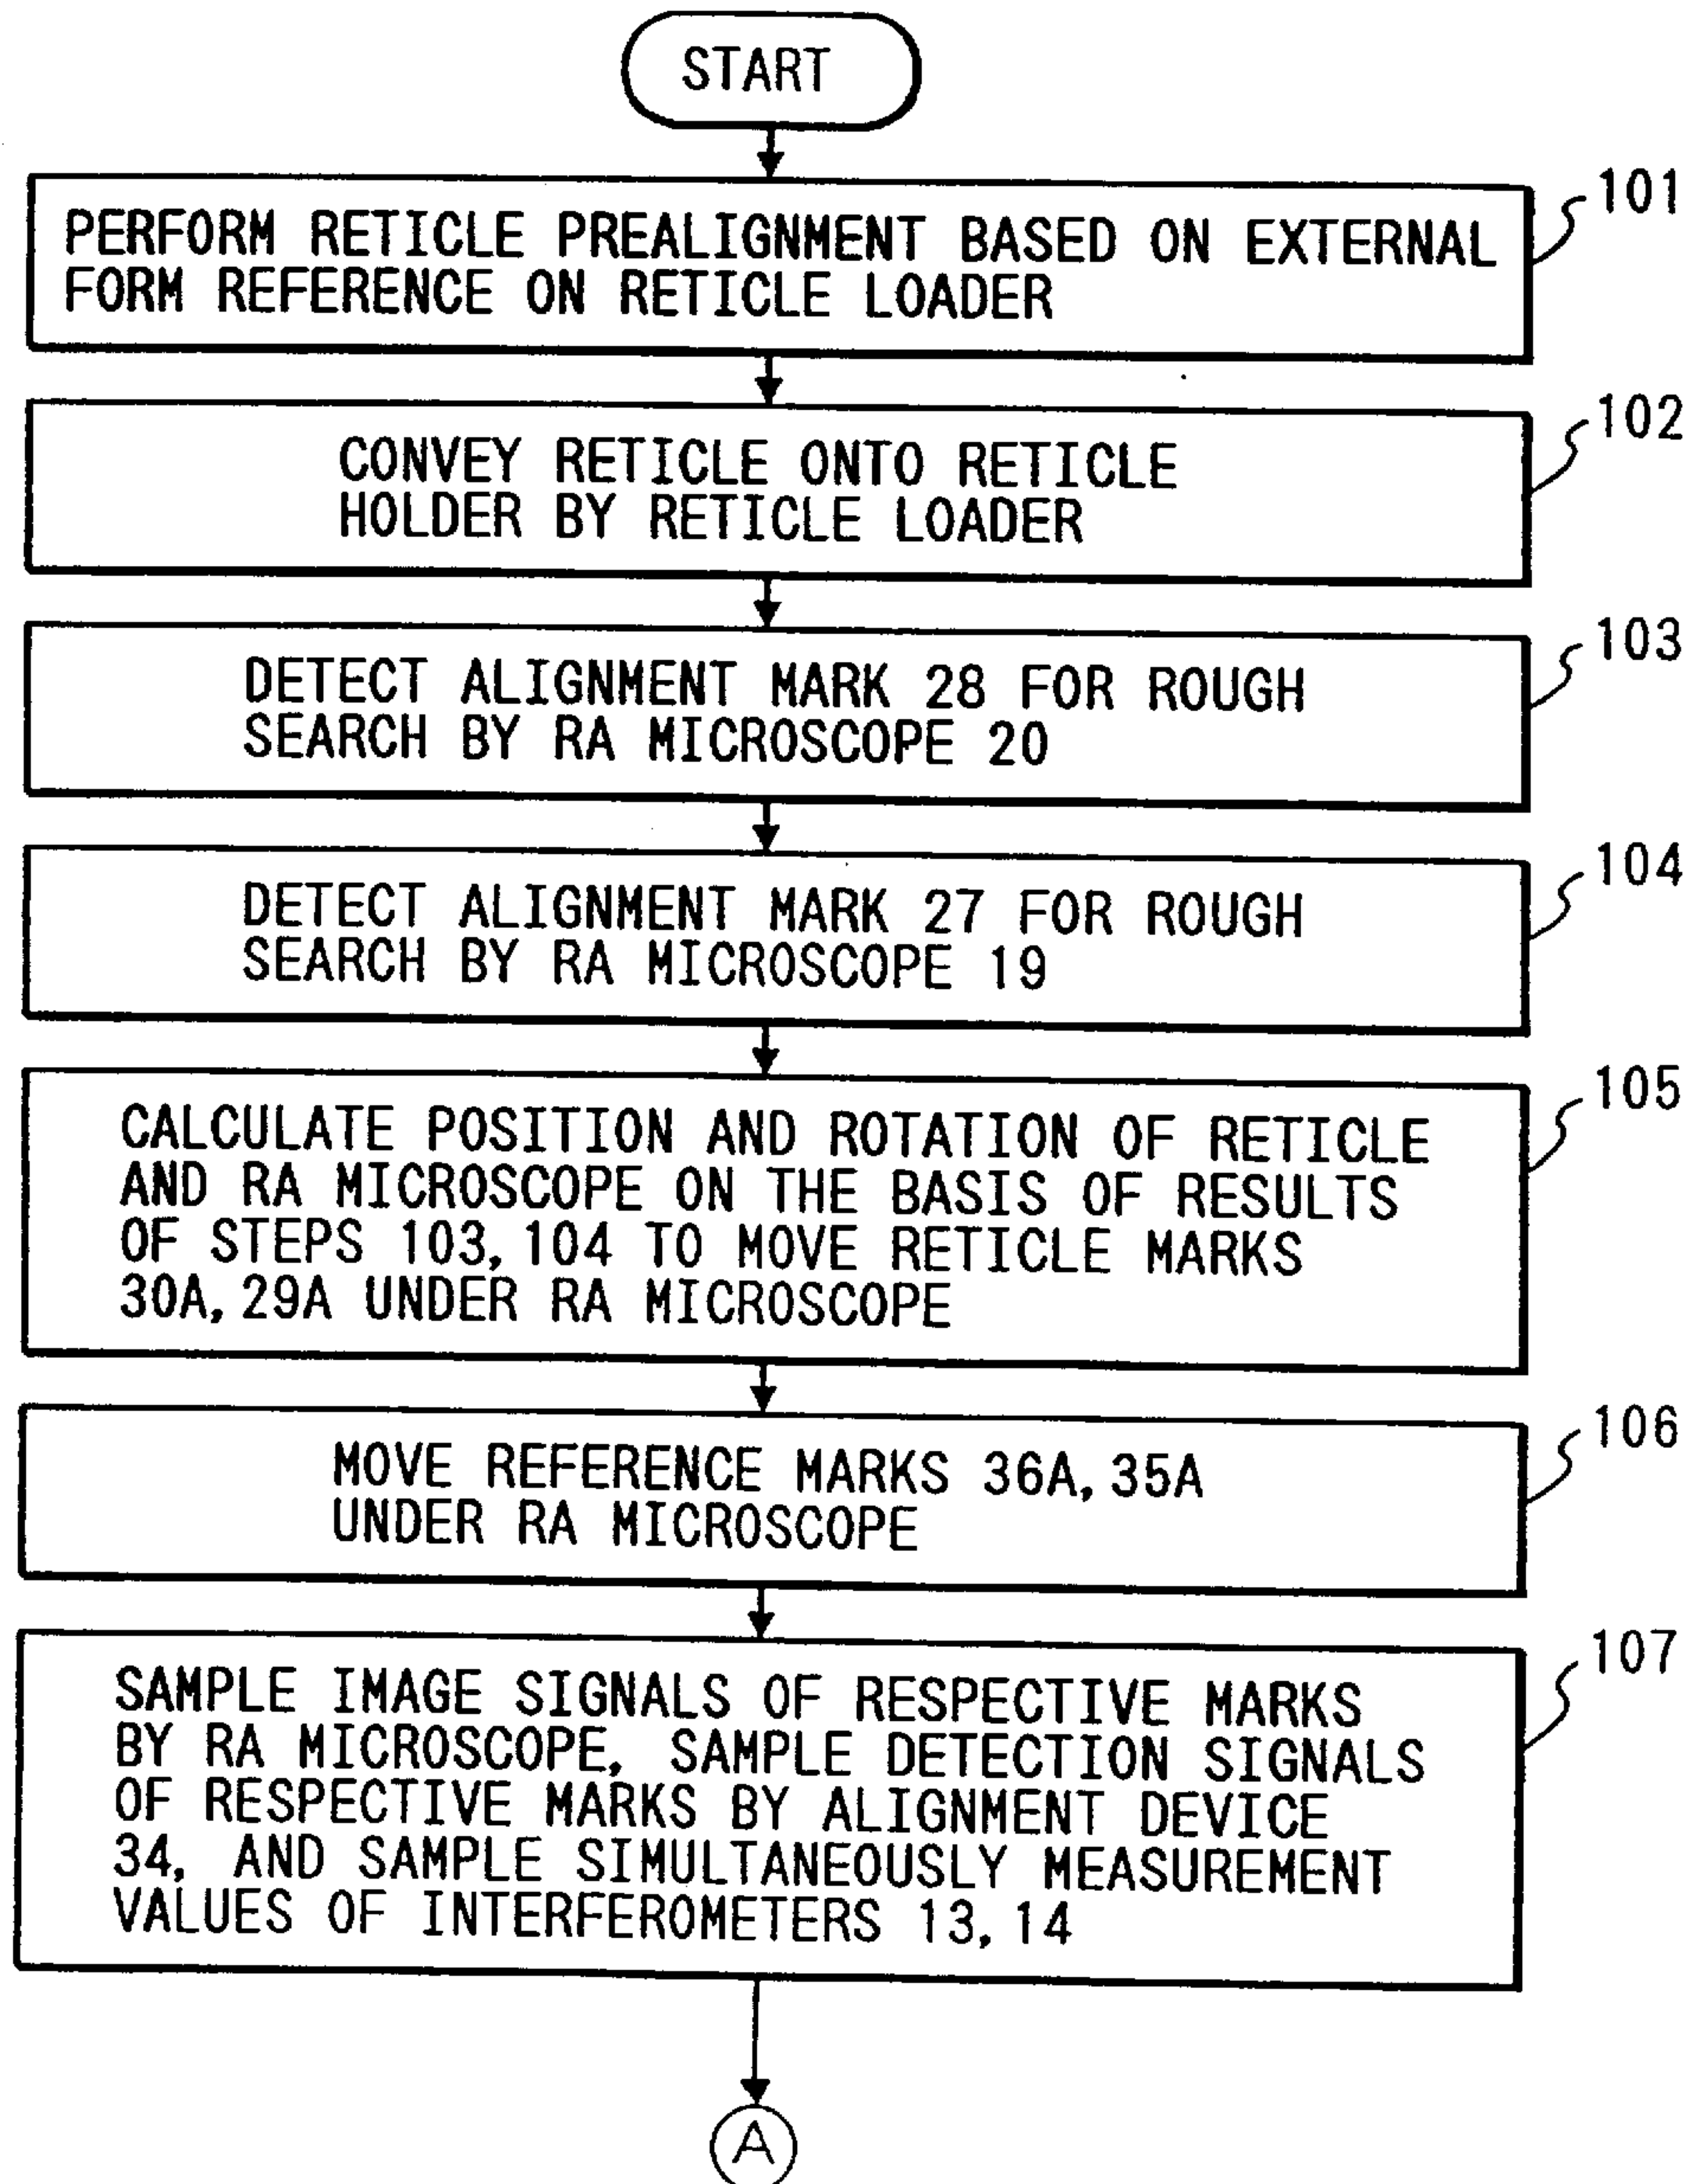 START
101
PERFORM RETICLE PREALIGNMENT BASED ON EXTERNAL
FORM REFERENCE ON RETICLE LOADER
102
CONVEY RETICLE ONTO RETICLE
HOLDER BY RETICLE LOADER
103
DETECT ALIGNMENT MARK 28 FOR ROUGH
SEARCH BY RA MICROSCOPE 20
104
DETECT ALIGNMENT MARK 27 FOR ROUGH
SEARCH BY RA MICROSCOPE 19
105
CALCULATE POSITION AND ROTATION OF RETICLE
AND RA MICROSCOPE ON THE BASIS OF RESULTS
OF STEPS 103, 104 TO MOVE RETICLE MARKS
30A, 29A UNDER RA MICROSCOPE
106
MOVE REFERENCE MARKS 36A, 35A
UNDER RA MICROSCOPE
107
SAMPLE IMAGE SIGNALS OF RESPECTIVE MARKS
BY RA MICROSCOPE, SAMPLE DETECTION SIGNALS
OF RESPECTIVE MARKS BY ALIGNMENT DEVICE
34, AND SAMPLE SIMULTANEOUSLY MEASUREMENT
VALUES OF INTERFEROMETERS 13, 14
A